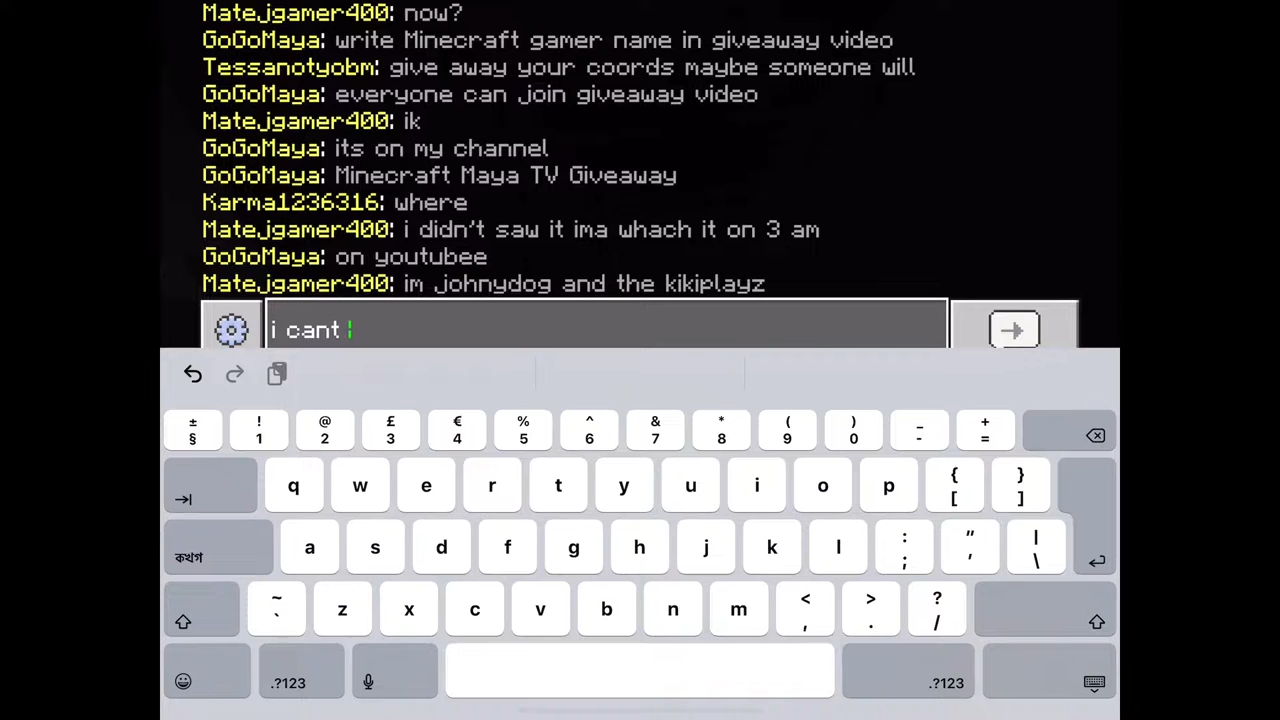 Matejgamer400: now?
GoGoMaya: write Minecraft gamer name in giveaway video
Tessanotyobm: give away your coords maybe someone will
GoGoMaya: everyone can join giveaway video
Matejgamer400: ik
GoGoMaya: its on my channel
GoGoMaya: Minecraft Maya TV Giveaway
Karma1236316: where
Matejgamer400: i didn't saw it ima whach it on 3 am
GoGoMaya: on youtubee
Matejgamer400: im johnydog and the kikiplayz
i cant
± ! @ £ € % ^ & * ( ) _ +
§ 1 2 3 4 5 6 7 8 9 0 - =
q w e r t y u i o p { }
[ ]
কখগ a s d f g h j k l : " |
; ' \
~ z x c v b n m < > ?
` , . /
.?123 .?123